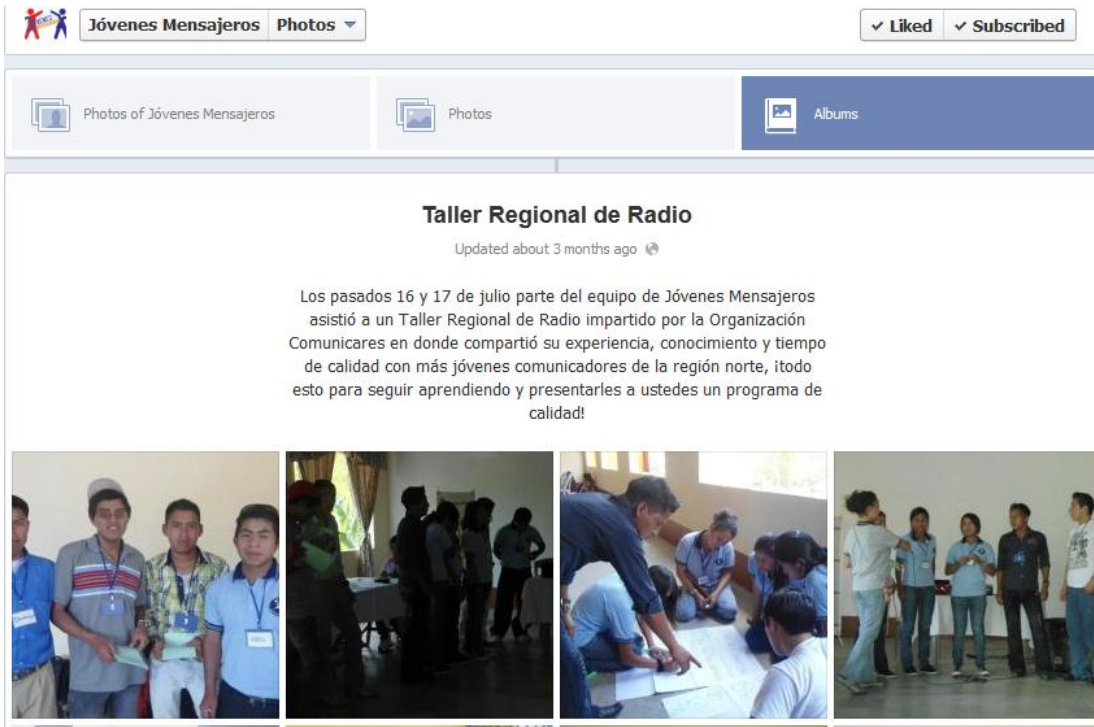 Jóvenes Mensajeros Photos
Liked Subscribed
Photos of Jóvenes Mensajeros
Photos
Albums
Taller Regional de Radio
Updated about 3 months ago
Los pasados 16 y 17 de julio parte del equipo de Jóvenes Mensajeros
asistió a un Taller Regional de Radio impartido por la Organización
Comunicares en donde compartió su experiencia, conocimiento y tiempo
de calidad con más jóvenes comunicadores de la región norte, ¡todo
esto para seguir aprendiendo y presentarles a ustedes un programa de
calidad!